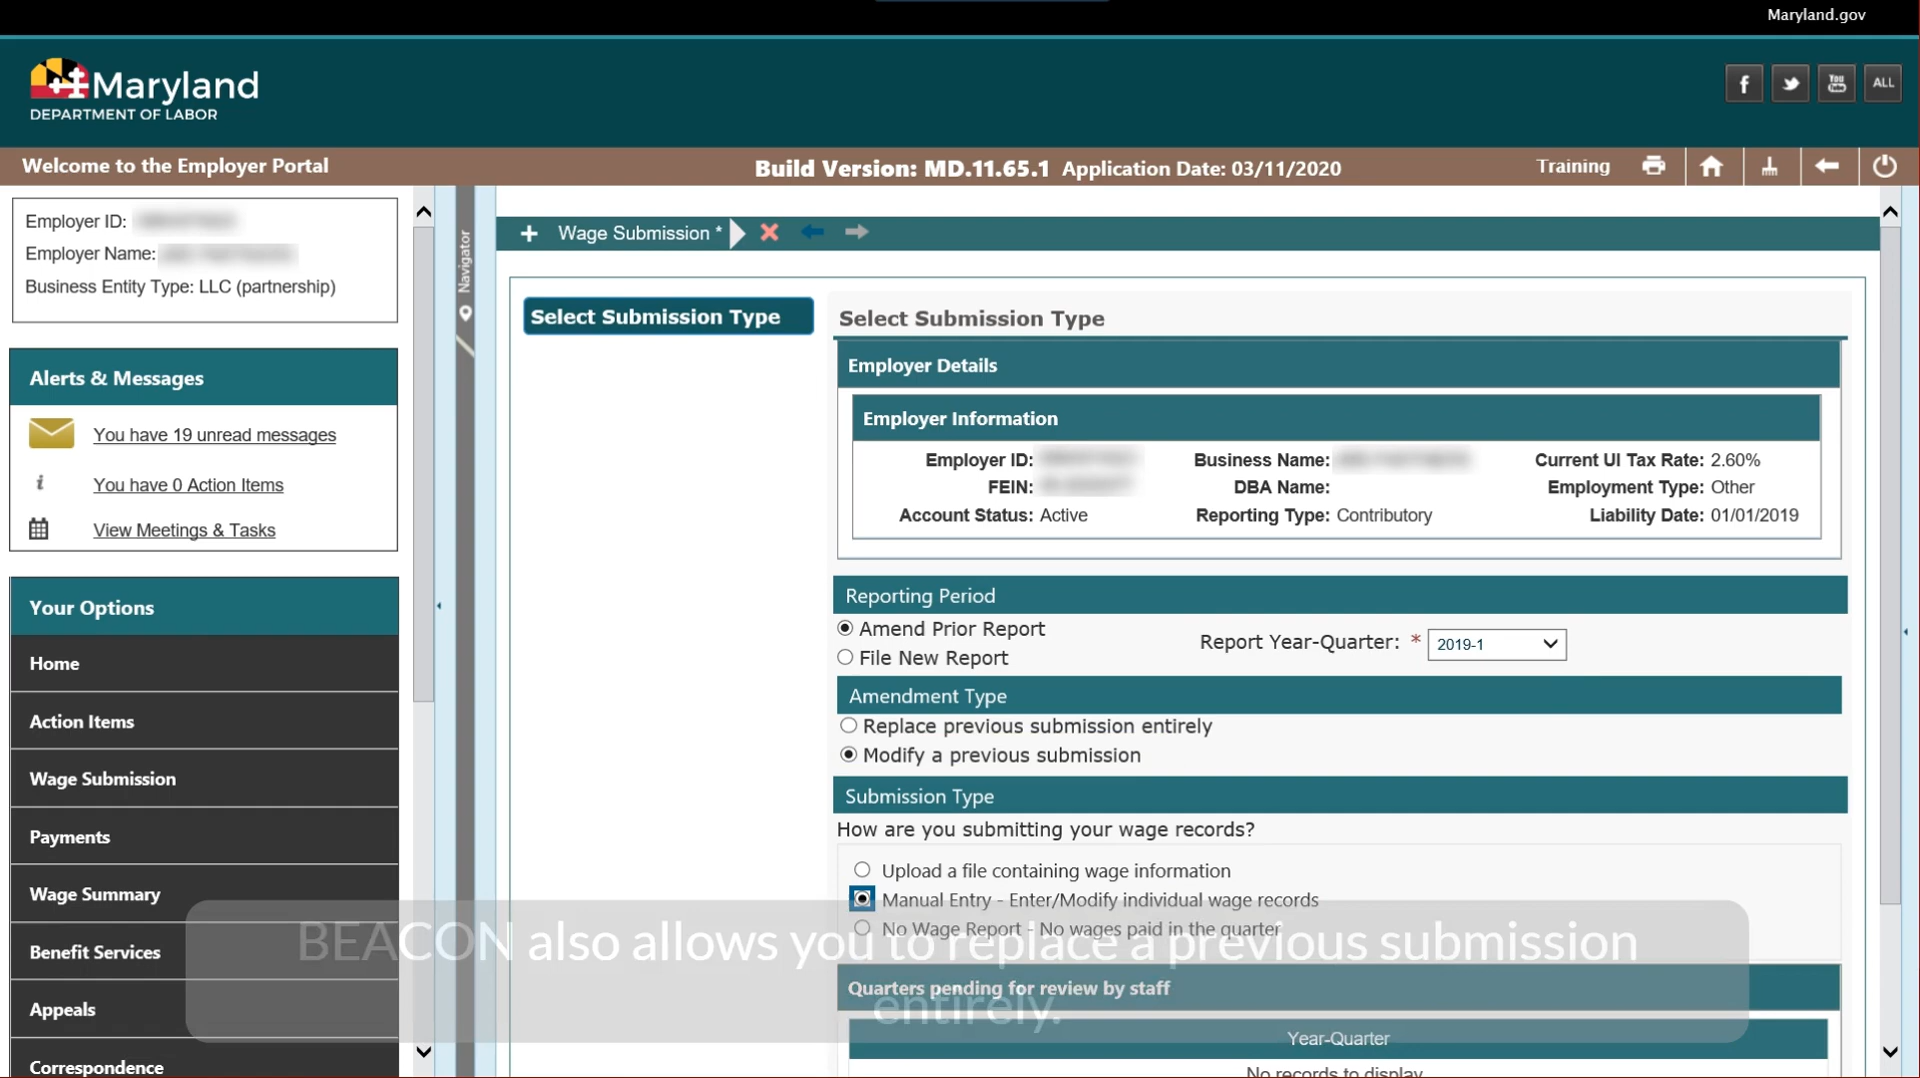 Maryland.gov
Maryland
DEPARTMENT OF LABOR
f
You
ALL
Welcome to the Employer Portal
Build Version: MD.11.65.1 Application Date: 03/11/2020
Training
Employer ID:
Employer Name:
Business Entity Type: LLC (partnership)
Alerts & Messages
You have 19 unread messages
You have 0 Action Items
View Meetings & Tasks
Your Options
Home
Action Items
Wage Submission
Payments
Wage Summary
Benefit Services
Appeals
Correspondence
Navigator
Wage Submission *
Select Submission Type
Select Submission Type
Employer Details
Employer Information
Employer ID: Business Name: Current UI Tax Rate: 2.60%
FEIN: DBA Name: Employment Type: Other
Account Status: Active Reporting Type: Contributory Liability Date: 01/01/2019
Reporting Period
Amend Prior Report
File New Report
Report Year-Quarter: * 2019-1
Amendment Type
Replace previous submission entirely
Modify a previous submission
Submission Type
How are you submitting your wage records?
Upload a file containing wage information
Manual Entry - Enter/Modify individual wage records
No Wage Report - No wages paid in the quarter
Quarters pending for review by staff
Year-Quarter
No records to display
BEACON also allows you to replace a previous submission
entirely.